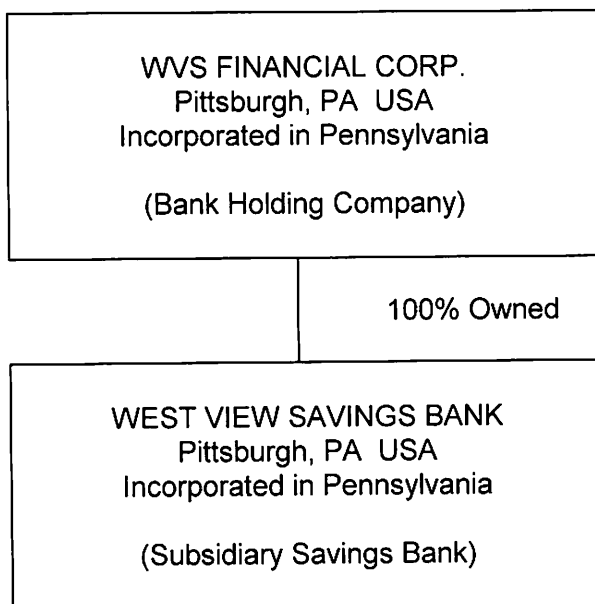 WVS FINANCIAL CORP.
Pittsburgh, PA USA
Incorporated in Pennsylvania
(Bank Holding Company)
100% Owned
WEST VIEW SAVINGS BANK
Pittsburgh, PA USA
Incorporated in Pennsylvania
(Subsidiary Savings Bank)